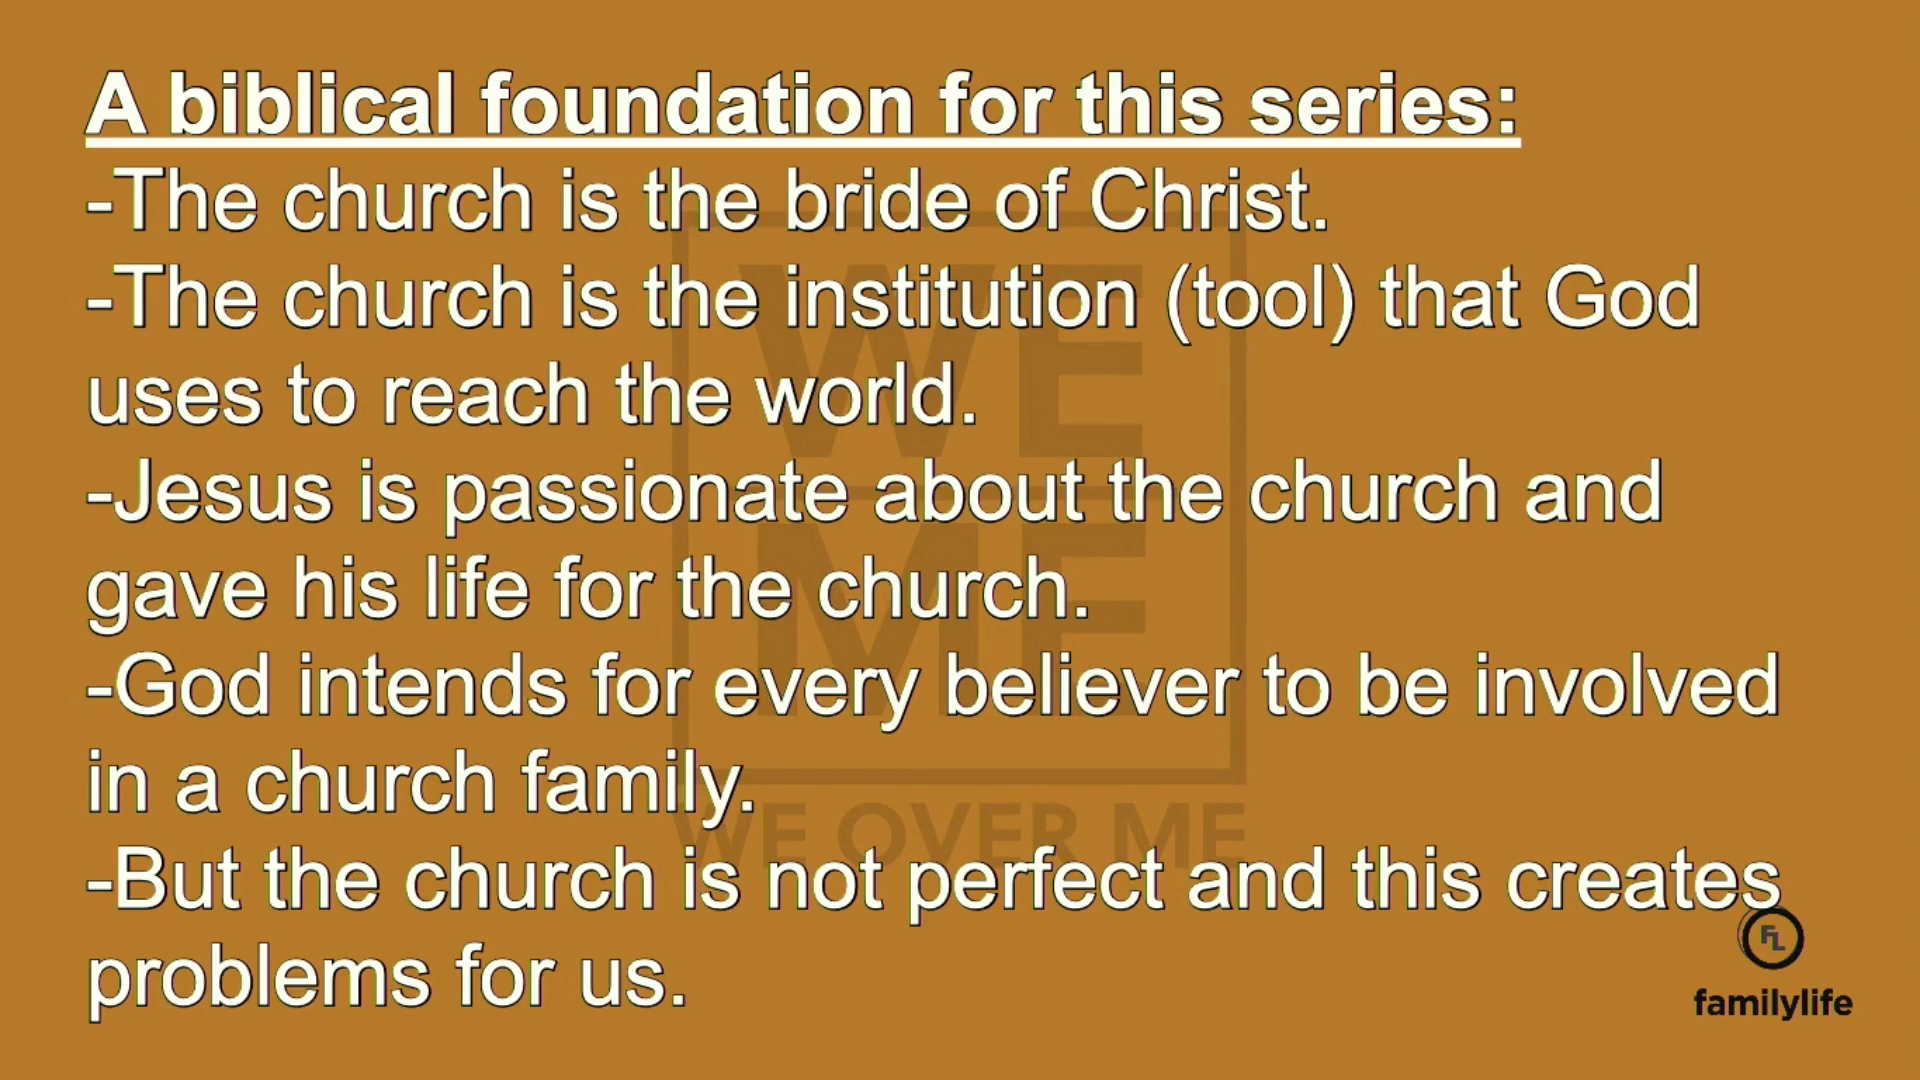 A biblical foundation for this series:
-The church is the bride of Christ.
-The church is the institution (tool) that God
uses to reach the world.
-Jesus is passionate about the church and
gave his life for the church.
-God intends for every believer to be involved
in a church family.
-But the church is not perfect and this creates
problems for us.
WE
ME
WE OVER ME
FL
familylife